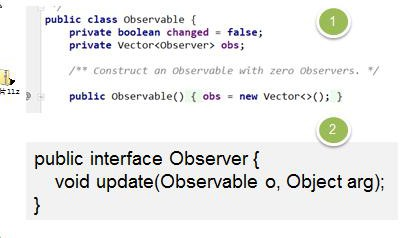 */
public class Observable {
private boolean changed = false;
private Vector<Observer> obs;
/** Construct an Observable with zero Observers. */
public Observable() { obs = new Vector<>(); }
1
2
public interface Observer {
void update(Observable o, Object arg);
}